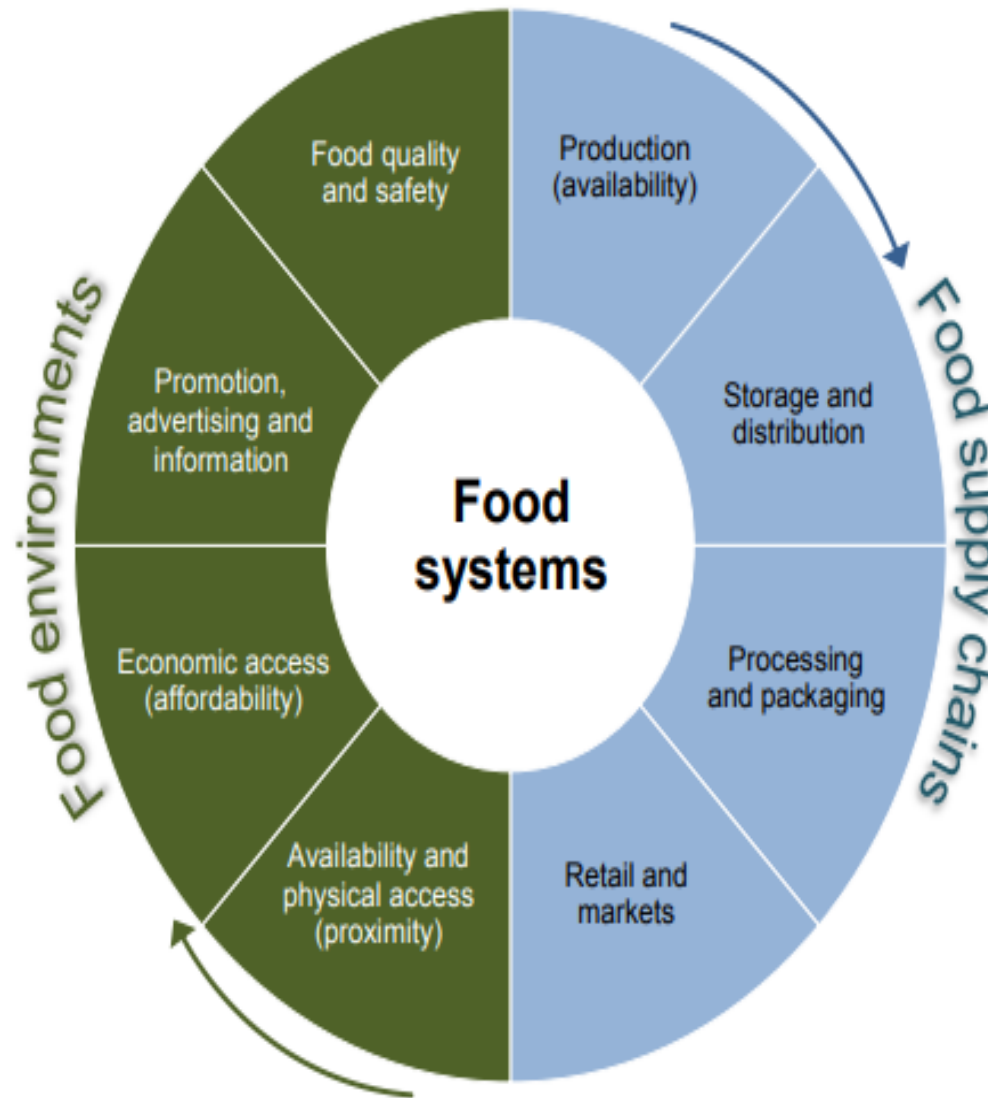 Food systems
Food supply chains
Production
(availability)
Storage and
distribution
Processing
and packaging
Retail and
markets
Food environments
Availability and
physical access
(proximity)
Economic access
(affordability)
Promotion,
advertising and
information
Food quality
and safety